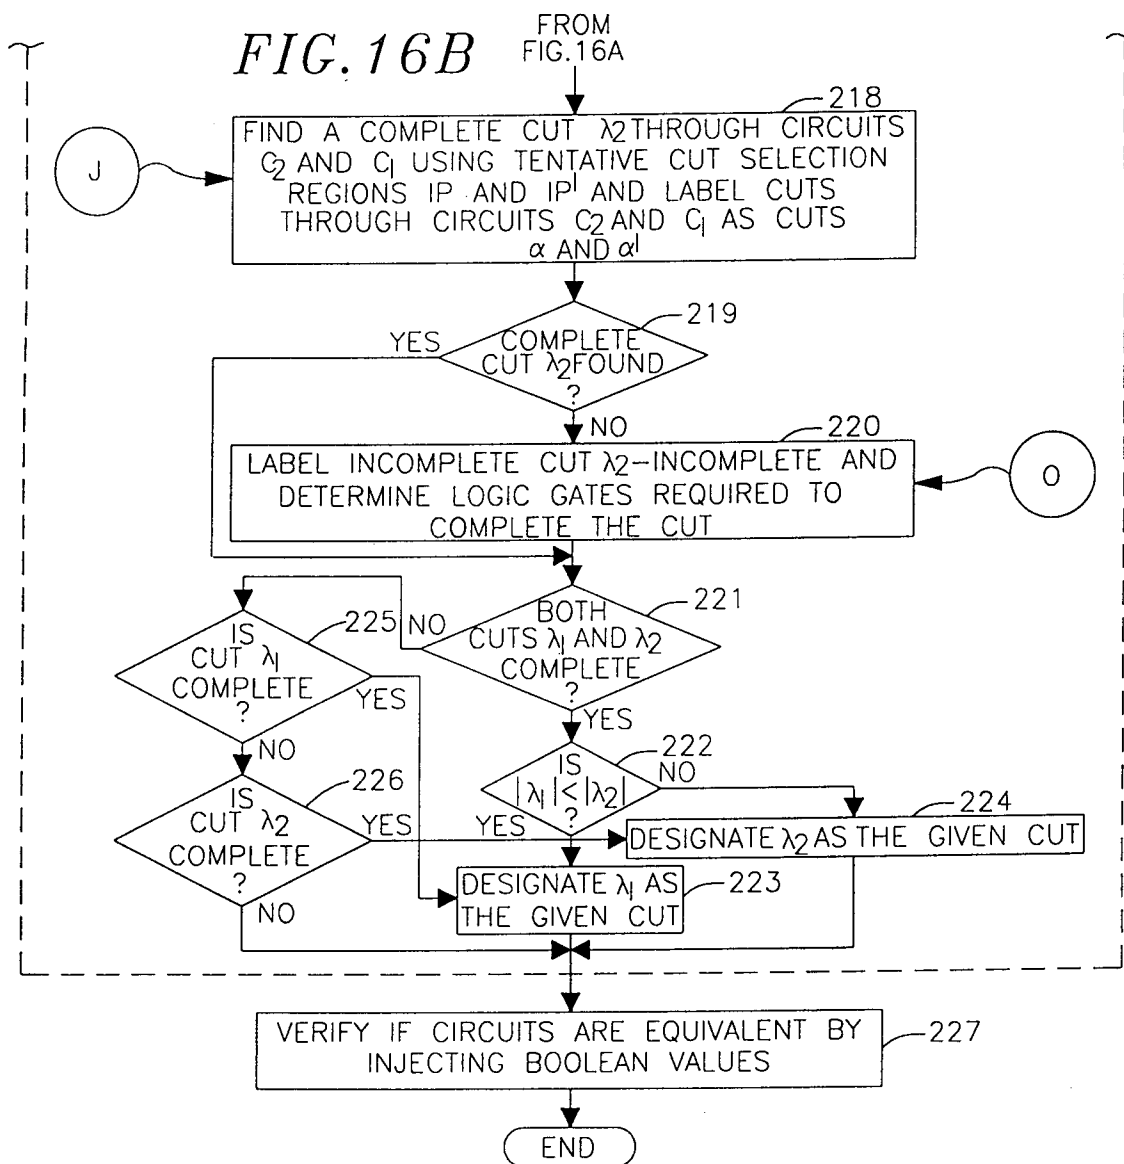 FIG.16B
FROM
FIG.16A
218
FIND A COMPLETE CUT λ2 THROUGH CIRCUITS
C2 AND C1 USING TENTATIVE CUT SELECTION
REGIONS IP AND IP' AND LABEL CUTS
THROUGH CIRCUITS C2 AND C1 AS CUTS
α AND α'
J
219
YES
COMPLETE
CUT λ2 FOUND
?
NO
220
LABEL INCOMPLETE CUT λ2-INCOMPLETE AND
DETERMINE LOGIC GATES REQUIRED TO
COMPLETE THE CUT
O
221
NO
BOTH
CUTS λ1 AND λ2
COMPLETE
?
YES
225
IS
CUT λ1
COMPLETE
?
YES
NO
222
IS
|λ1|<|λ2|
?
NO
YES
226
IS
CUT λ2
COMPLETE
?
YES
NO
224
DESIGNATE λ2 AS THE GIVEN CUT
223
DESIGNATE λ1 AS
THE GIVEN CUT
227
VERIFY IF CIRCUITS ARE EQUIVALENT BY
INJECTING BOOLEAN VALUES
END